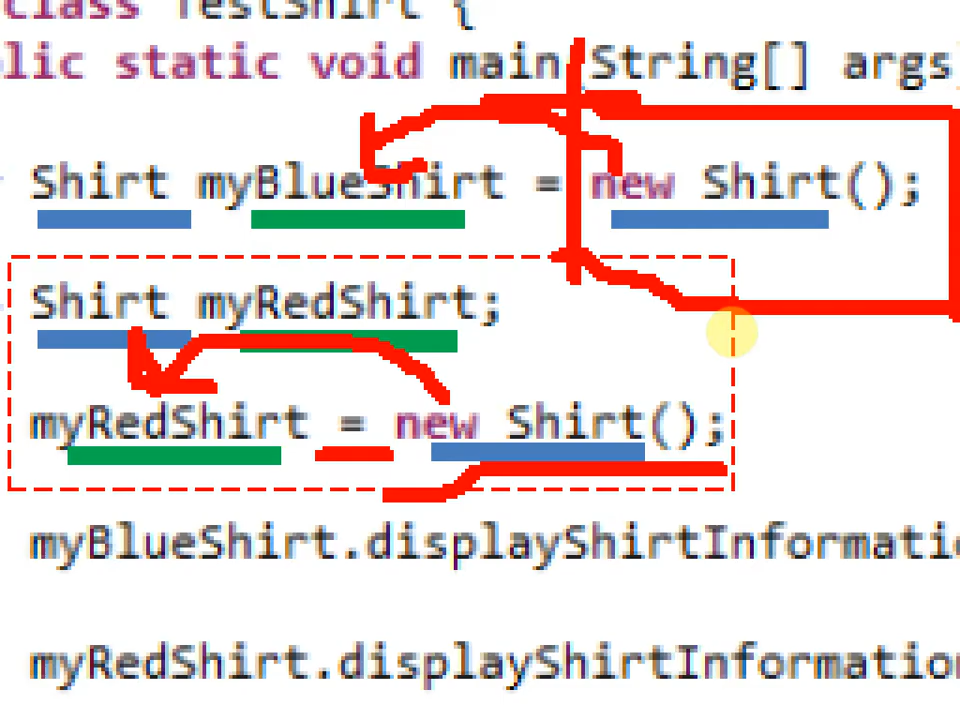 class TestShirt {
lic static void main(String[] args)
Shirt myBlueShirt = new Shirt();
Shirt myRedShirt;
myRedShirt = new Shirt();
myBlueShirt.displayShirtInformatio
myRedShirt.displayShirtInformation